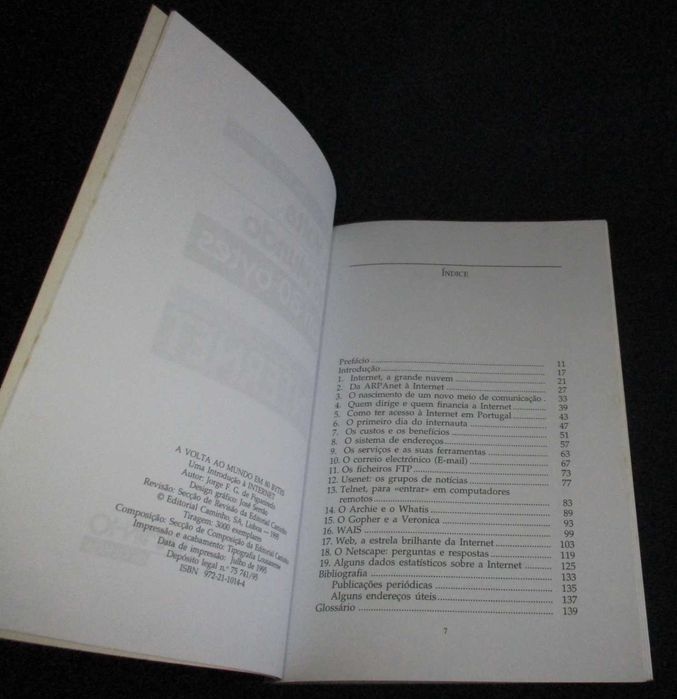 A VOLTA AO MUNDO EM 80 BYTES
Uma Introdução à INTERNET
Autor: Jorge F. G. de Figueiredo
Design gráfico: José Serrão
Revisão: Secção de Revisão da Editorial Caminho
© Editorial Caminho, SA, Lisboa — 1995
Tiragem: 3000 exemplares
Composição: Secção de Composição da Editorial Caminho
Impressão e acabamento: Tipografia Lousanense
Data de impressão: Julho de 1995
Depósito legal n.º 75 741/95
ISBN 972-21-1014-4
ÍNDICE
Prefácio ........ 11
Introdução ........ 17
1. Internet, a grande nuvem ........ 21
2. Da ARPAnet à Internet ........ 27
3. O nascimento de um novo meio de comunicação . 33
4. Quem dirige e quem financia a Internet ........ 39
5. Como ter acesso à Internet em Portugal ........ 43
6. O primeiro dia do internauta ........ 47
7. Os custos e os benefícios ........ 51
8. O sistema de endereços ........ 57
9. Os serviços e as suas ferramentas ........ 63
10. O correio electrónico (E-mail) ........ 67
11. Os ficheiros FTP ........ 73
12. Usenet: os grupos de notícias ........ 77
13. Telnet, para «entrar» em computadores
remotos ........ 83
14. O Archie e o Whatis ........ 89
15. O Gopher e a Veronica ........ 93
16. WAIS ........ 99
17. Web, a estrela brilhante da Internet ........ 103
18. O Netscape: perguntas e respostas ........ 119
19. Alguns dados estatísticos sobre a Internet ........ 125
Bibliografia ........ 133
Publicações periódicas ........ 135
Alguns endereços úteis ........ 137
Glossário ........ 139
7